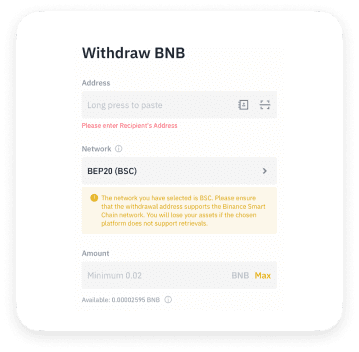 Withdraw BNB
Address
Long press to paste
Please enter Recipient's Address
Network
BEP20 (BSC)
The network you have selected is BSC. Please ensure
that the withdrawal address supports the Binance Smart
Chain network. You will lose your assets if the chosen
platform does not support retrievals.
Amount
Minimum 0.02 BNB Max
Available: 0.00002595 BNB